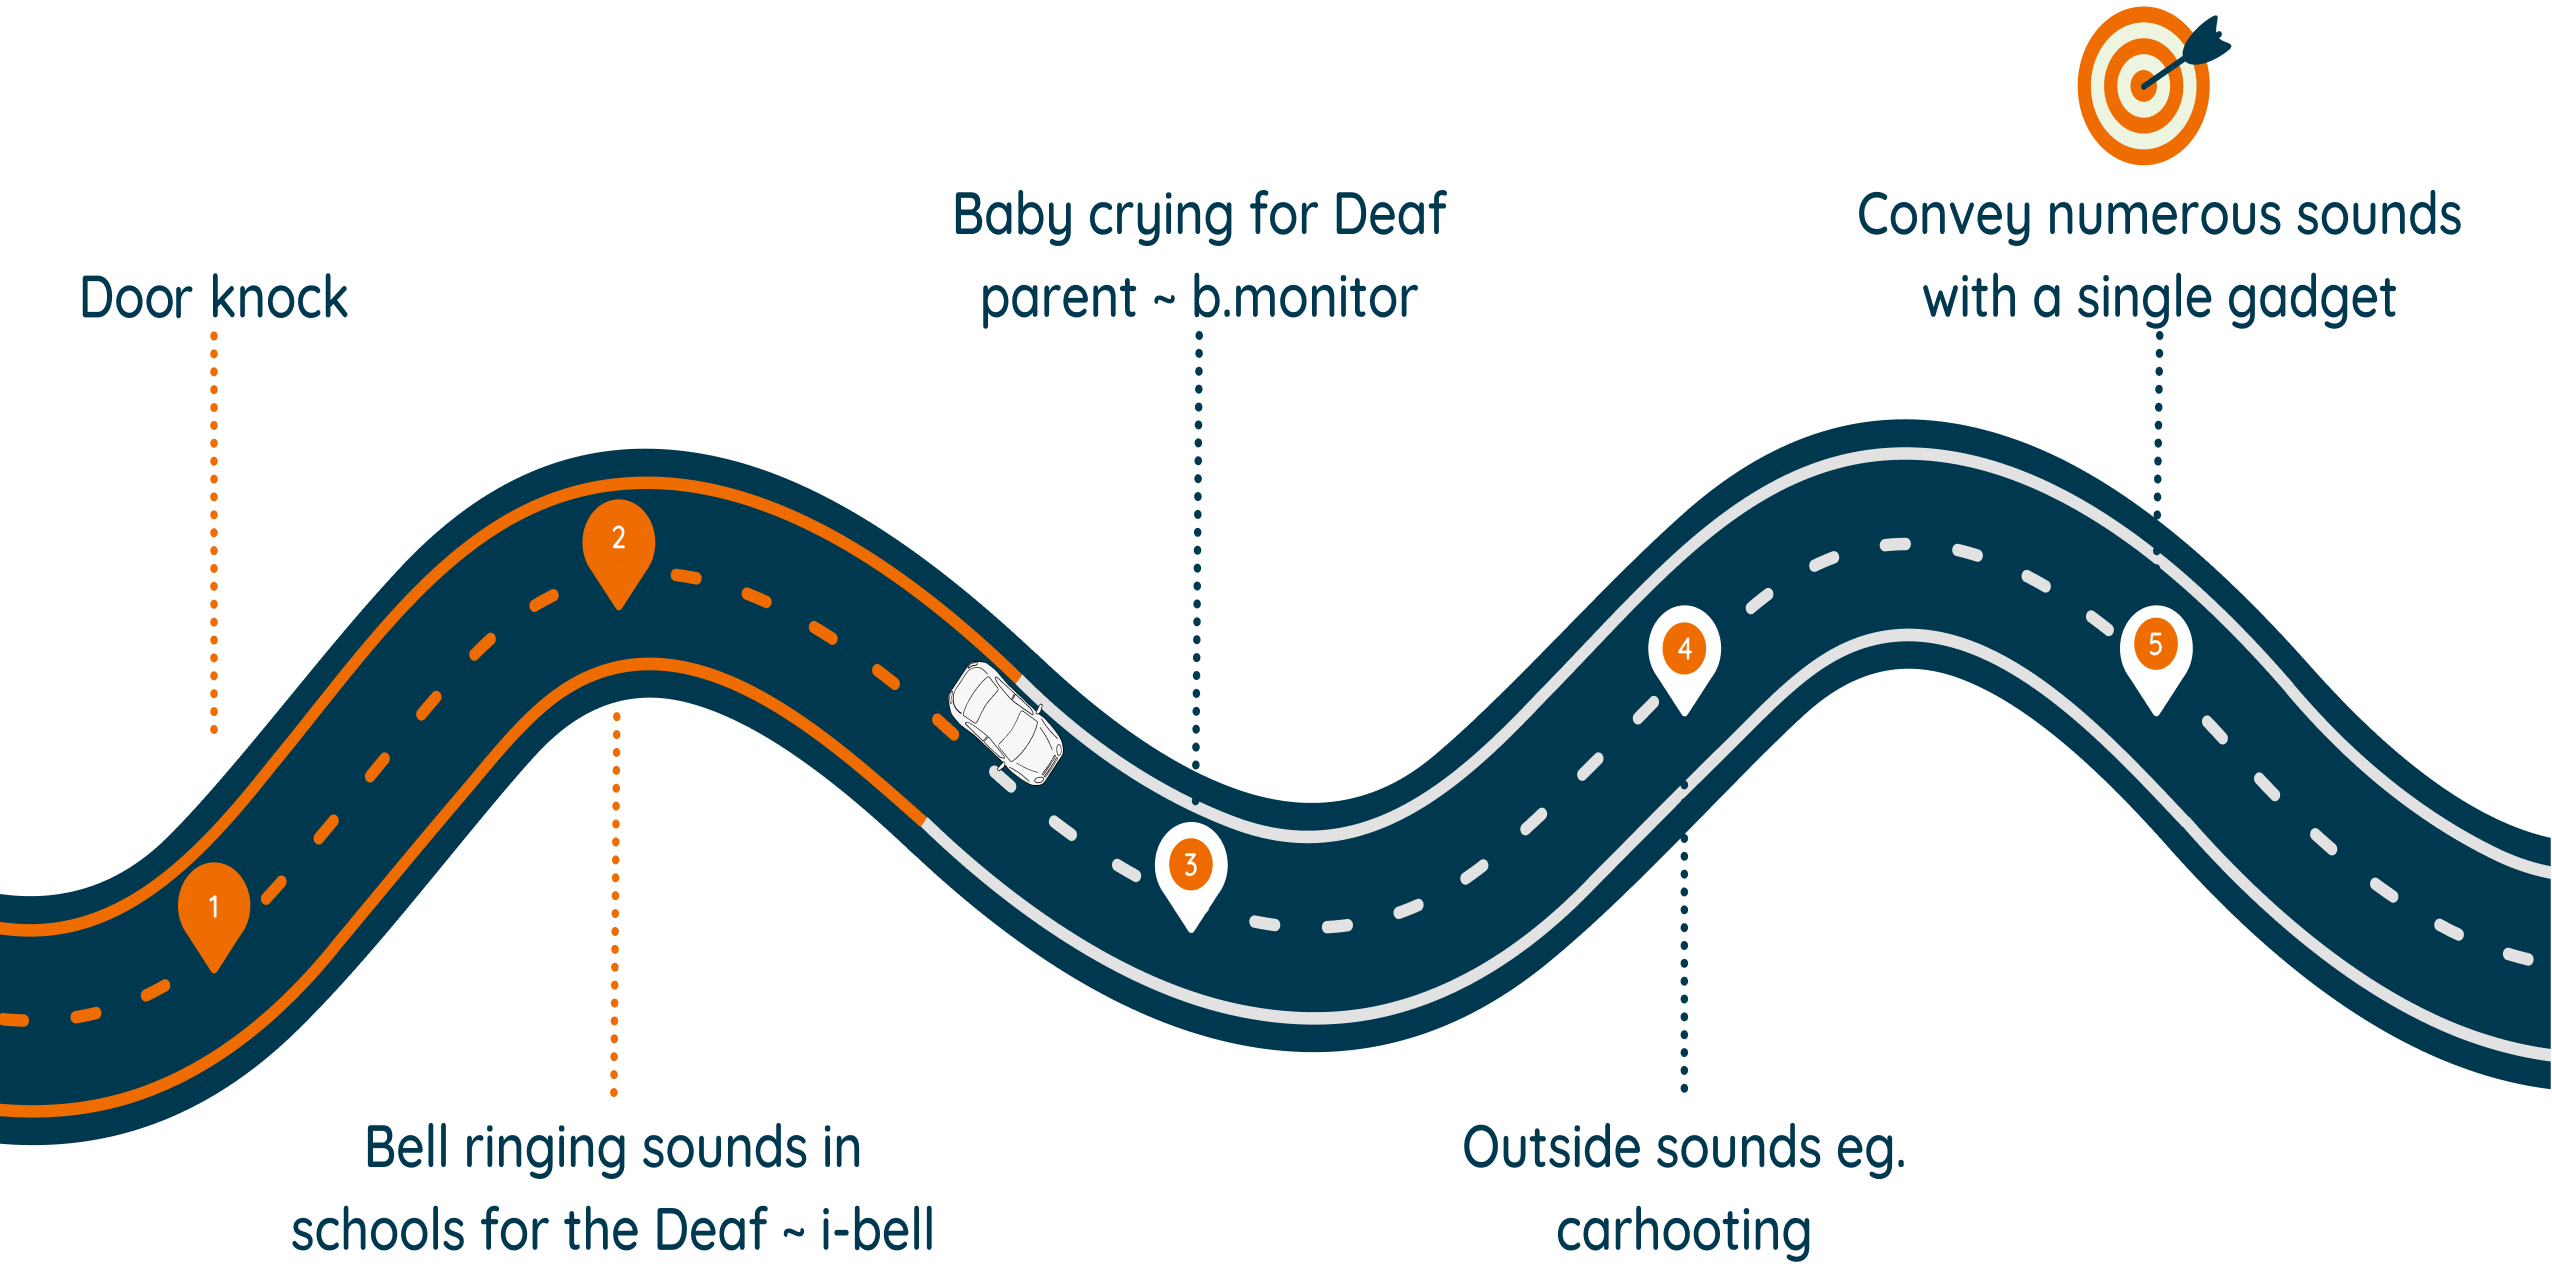 Door knock
Baby crying for Deaf
parent ~ b.monitor
Convey numerous sounds
with a single gadget
1
2
3
4
5
Bell ringing sounds in
schools for the Deaf ~ i-bell
Outside sounds eg.
carhooting